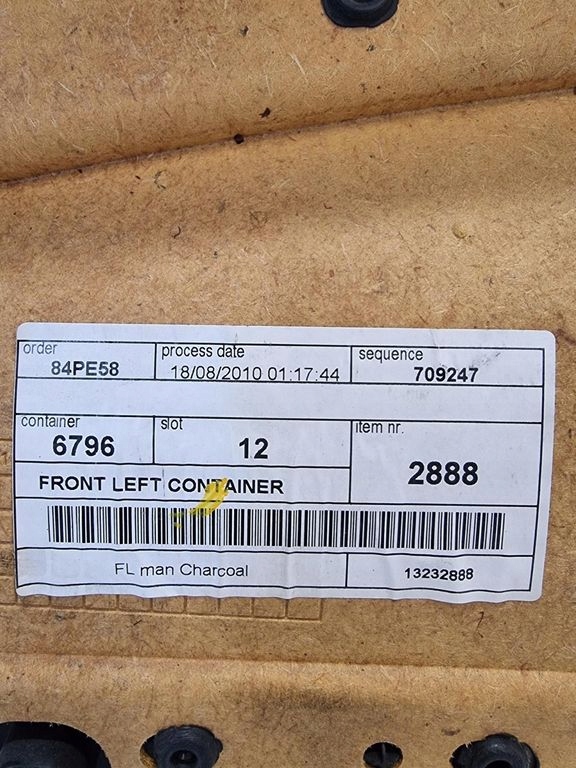 order process date sequence
84PE58 18/08/2010 01:17:44 709247
container slot item nr.
6796 12 2888
FRONT LEFT CONTAINER
FL man Charcoal 13232888